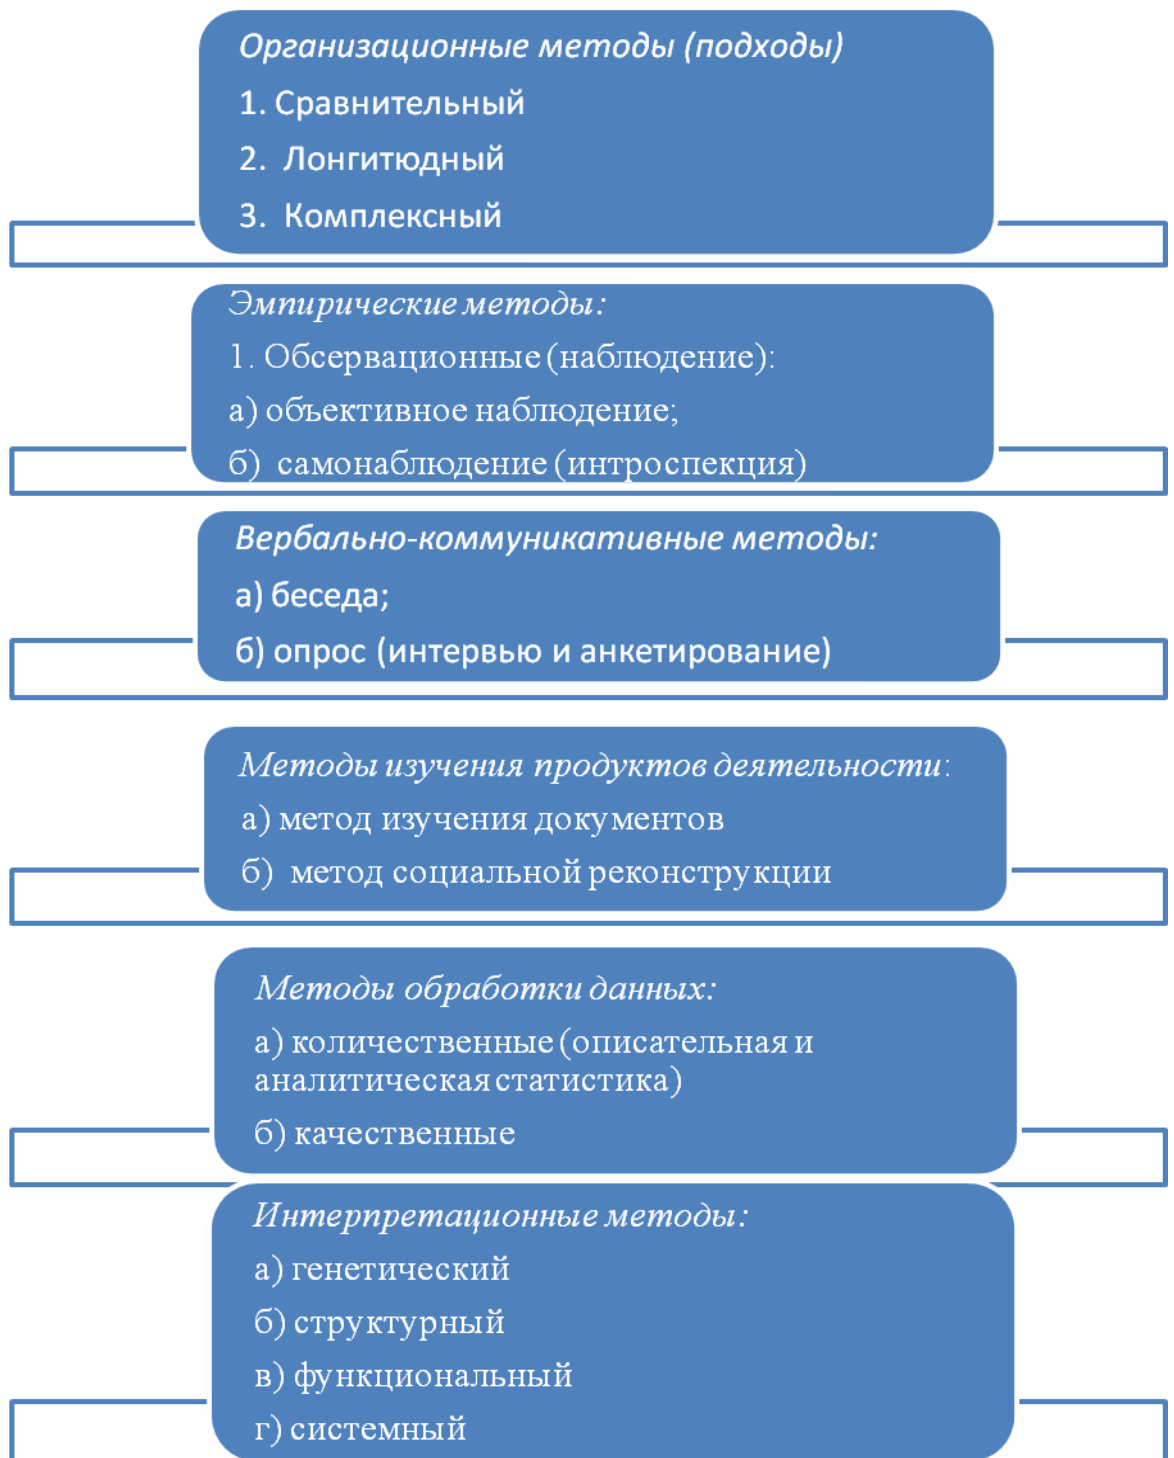 Организационные методы (подходы)
1. Сравнительный
2. Лонгитюдный
3. Комплексный
Эмпирические методы:
1. Обсервационные (наблюдение):
а) объективное наблюдение;
б) самонаблюдение (интроспекция)
Вербально-коммуникативные методы:
а) беседа;
б) опрос (интервью и анкетирование)
Методы изучения продуктов деятельности:
а) метод изучения документов
б) метод социальной реконструкции
Методы обработки данных:
а) количественные (описательная и
аналитическая статистика)
б) качественные
Интерпретационные методы:
а) генетический
б) структурный
в) функциональный
г) системный